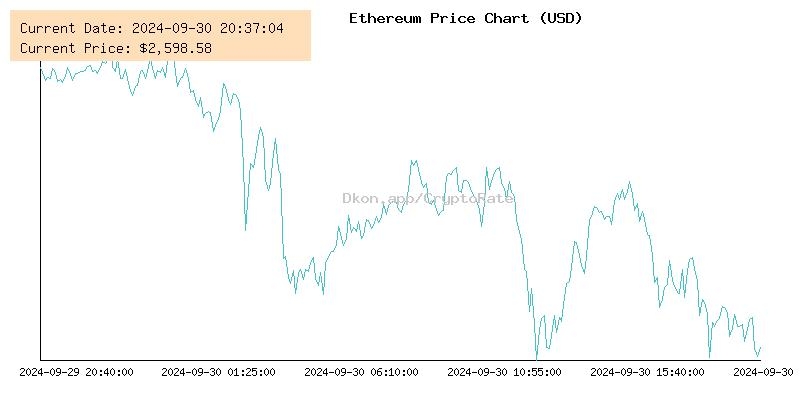 Ethereum Price Chart (USD)
Current Date: 2024-09-30 20:37:04
Current Price: $2,598.58
Dkon.app/CryptoRate
2024-09-29 20:40:00 2024-09-30 01:25:00 2024-09-30 06:10:00 2024-09-30 10:55:00 2024-09-30 15:40:00 2024-09-30